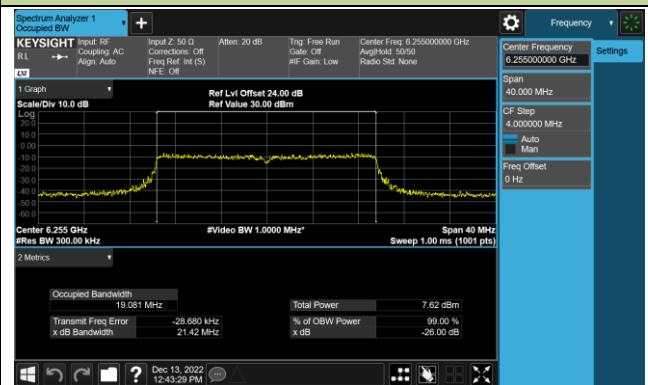 Spectrum Analyzer 1
Occupied BW
Frequency
KEYSIGHT
RL
LXI
Input: RF
Coupling: AC
Align: Auto
Input Z: 50 Ω
Corrections: Off
Freq Ref: Int (S)
NFE: Off
Atten: 20 dB
Trig: Free Run
Gate: Off
#IF Gain: Low
Center Freq: 6.255000000 GHz
Avg|Hold: 50/50
Radio Std: None
Center Frequency
6.255000000 GHz
Settings
Span
40.000 MHz
CF Step
4.000000 MHz
Auto
Man
Freq Offset
0 Hz
1 Graph
Scale/Div 10.0 dB
Ref Lvl Offset 24.00 dB
Ref Value 30.00 dBm
Log
20.0
10.0
0.00
-10.0
-20.0
-30.0
-40.0
-50.0
-60.0
Center 6.255 GHz
#Res BW 300.00 kHz
#Video BW 1.0000 MHz*
Span 40 MHz
Sweep 1.00 ms (1001 pts)
2 Metrics
Occupied Bandwidth
19.081 MHz
Total Power 7.62 dBm
Transmit Freq Error -28.680 kHz % of OBW Power 99.00 %
x dB Bandwidth 21.42 MHz x dB -26.00 dB
? Dec 13, 2022
12:43:29 PM